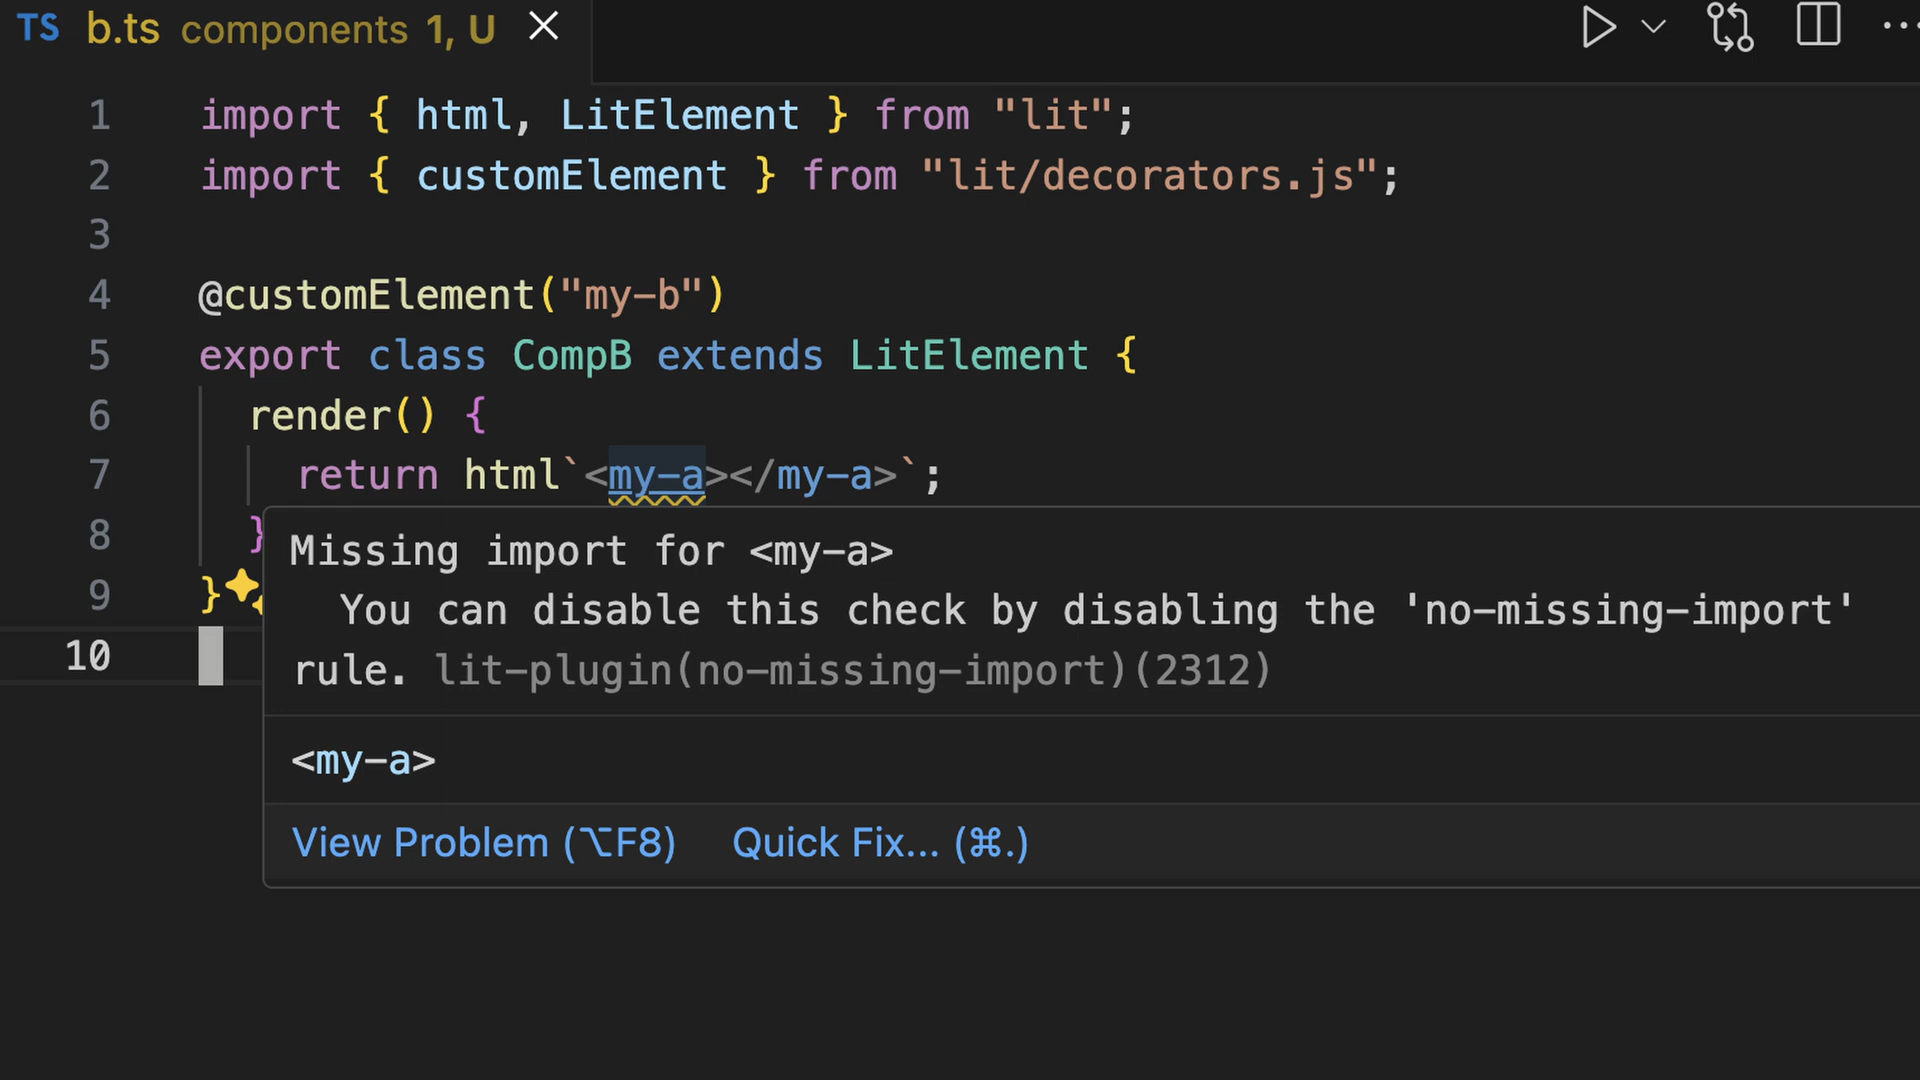 TS b.ts components 1, U
1 import { html, LitElement } from "lit";
2 import { customElement } from "lit/decorators.js";
3
4 @customElement("my-b")
5 export class CompB extends LitElement {
6 render() {
7 return html`<my-a></my-a>`;
8 }
9 }
10
Missing import for <my-a>
You can disable this check by disabling the 'no-missing-import'
rule. lit-plugin(no-missing-import)(2312)
<my-a>
View Problem (⌥F8) Quick Fix... (⌘.)